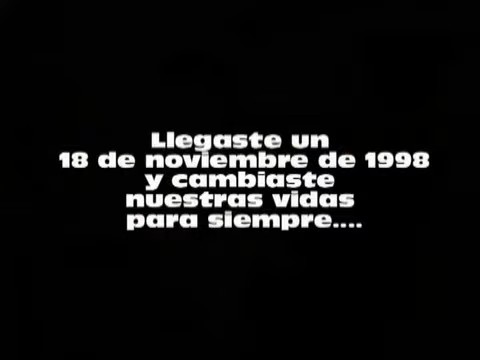 Llegaste un
18 de noviembre de 1998
y cambiaste
nuestras vidas
para siempre....